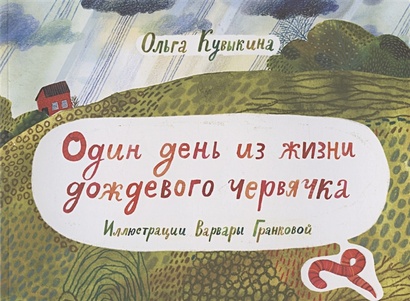 Ольга Кувыкина
Один день из жизни
дождевого червячка
Иллюстрации Варвары Гранковой